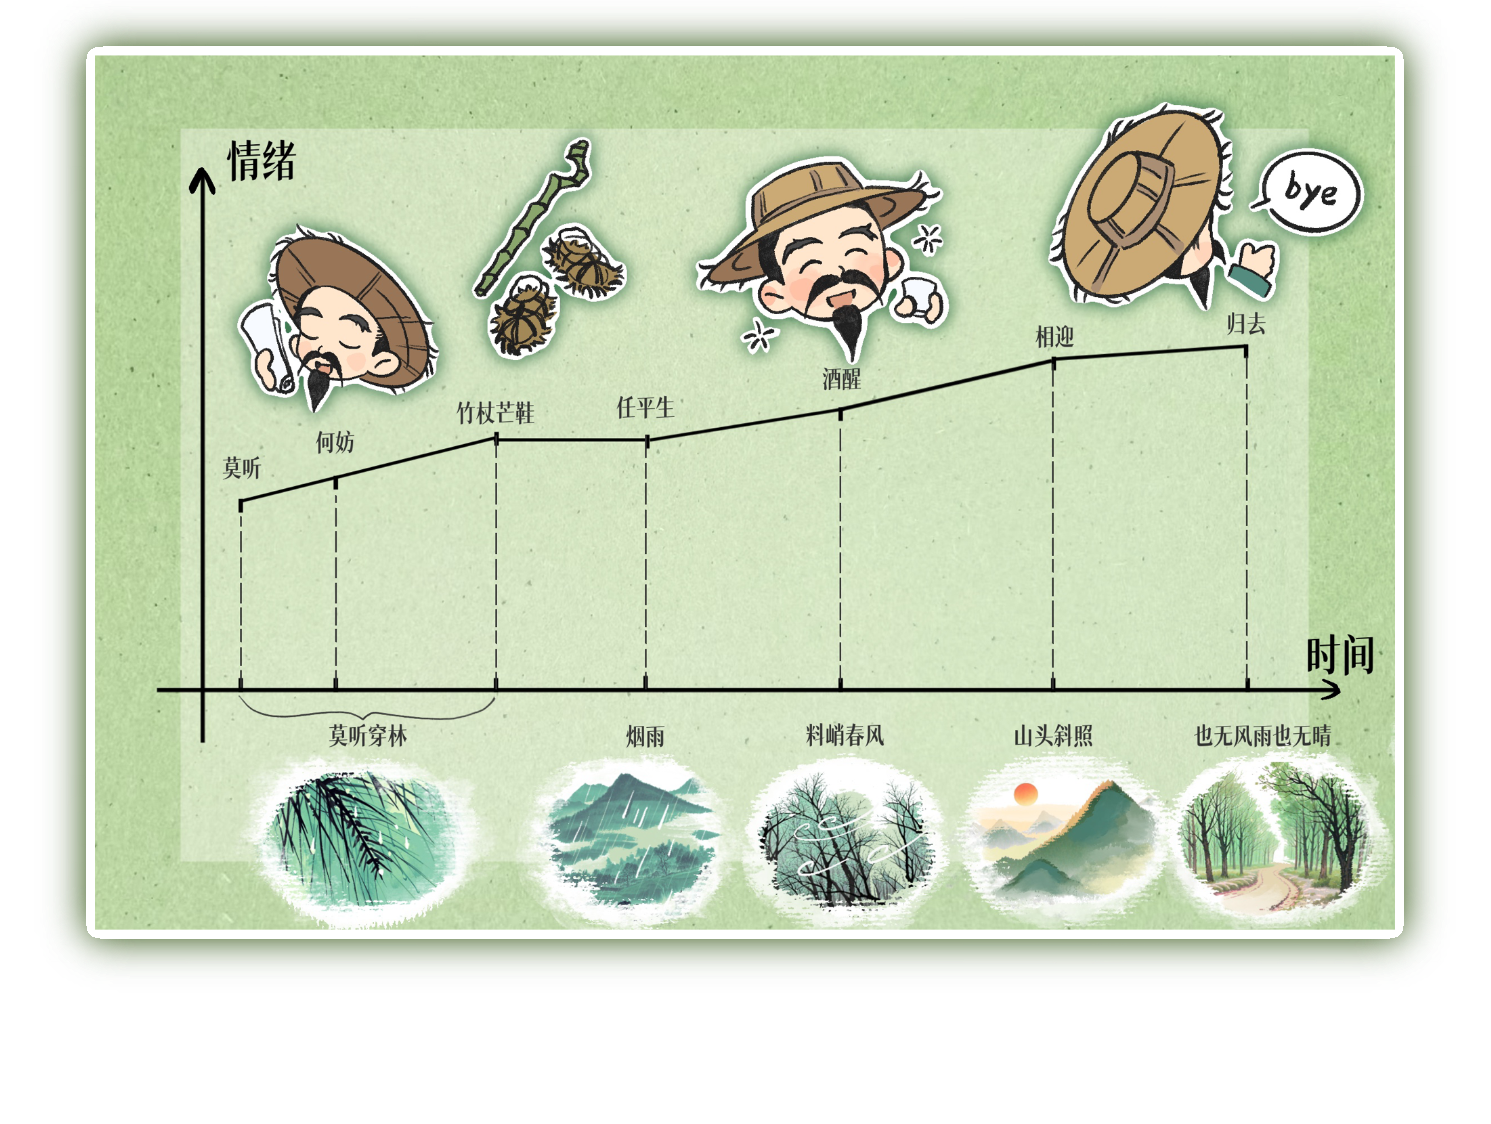 情绪
bye
归去
相迎
酒醒
任平生
竹杖芒鞋
何妨
莫听
时间
莫听穿林
烟雨
料峭春风
山头斜照
也无风雨也无晴